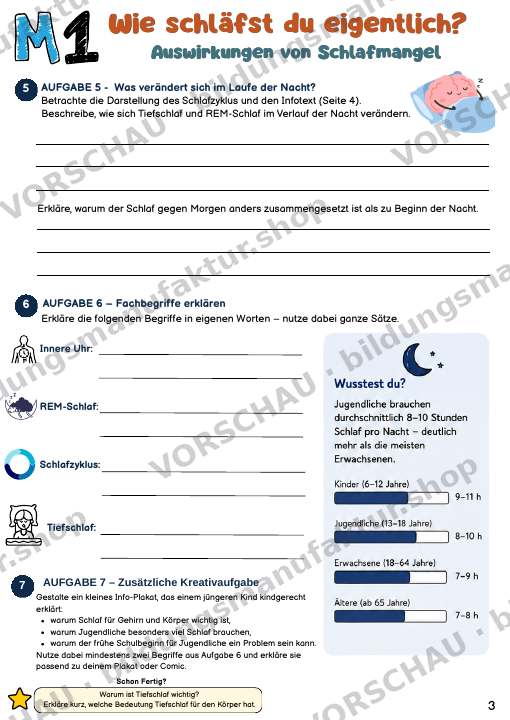 M1 Wie schläfst du eigentlich?
Auswirkungen von Schlafmangel
5 AUFGABE 5 - Was verändert sich im Laufe der Nacht?
Betrachte die Darstellung des Schlafzyklus und den Infotext (Seite 4).
Beschreibe, wie sich Tiefschlaf und REM-Schlaf im Verlauf der Nacht verändern.
Erkläre, warum der Schlaf gegen Morgen anders zusammengesetzt ist als zu Beginn der Nacht.
6 AUFGABE 6 – Fachbegriffe erklären
Erkläre die folgenden Begriffe in eigenen Worten – nutze dabei ganze Sätze.
Innere Uhr:
REM-Schlaf:
Schlafzyklus:
Tiefschlaf:
Wusstest du?
Jugendliche brauchen
durchschnittlich 8–10 Stunden
Schlaf pro Nacht – deutlich
mehr als die meisten
Erwachsenen.
Kinder (6–12 Jahre)
9–11 h
Jugendliche (13–18 Jahre)
8–10 h
Erwachsene (18–64 Jahre)
7–9 h
Ältere (ab 65 Jahre)
7–8 h
7 AUFGABE 7 – Zusätzliche Kreativaufgabe
Gestalte ein kleines Info-Plakat, das einem jüngeren Kind kindgerecht
erklärt:
• warum Schlaf für Gehirn und Körper wichtig ist,
• warum Jugendliche besonders viel Schlaf brauchen,
• warum der frühe Schulbeginn für Jugendliche ein Problem sein kann.
Nutze dabei mindestens zwei Begriffe aus Aufgabe 6 und erkläre sie
passend zu deinem Plakat oder Comic.
Schon Fertig?
Warum ist Tiefschlaf wichtig?
Erkläre kurz, welche Bedeutung Tiefschlaf für den Körper hat.
3
VORSCHAU · bildungsmanufaktur.shop